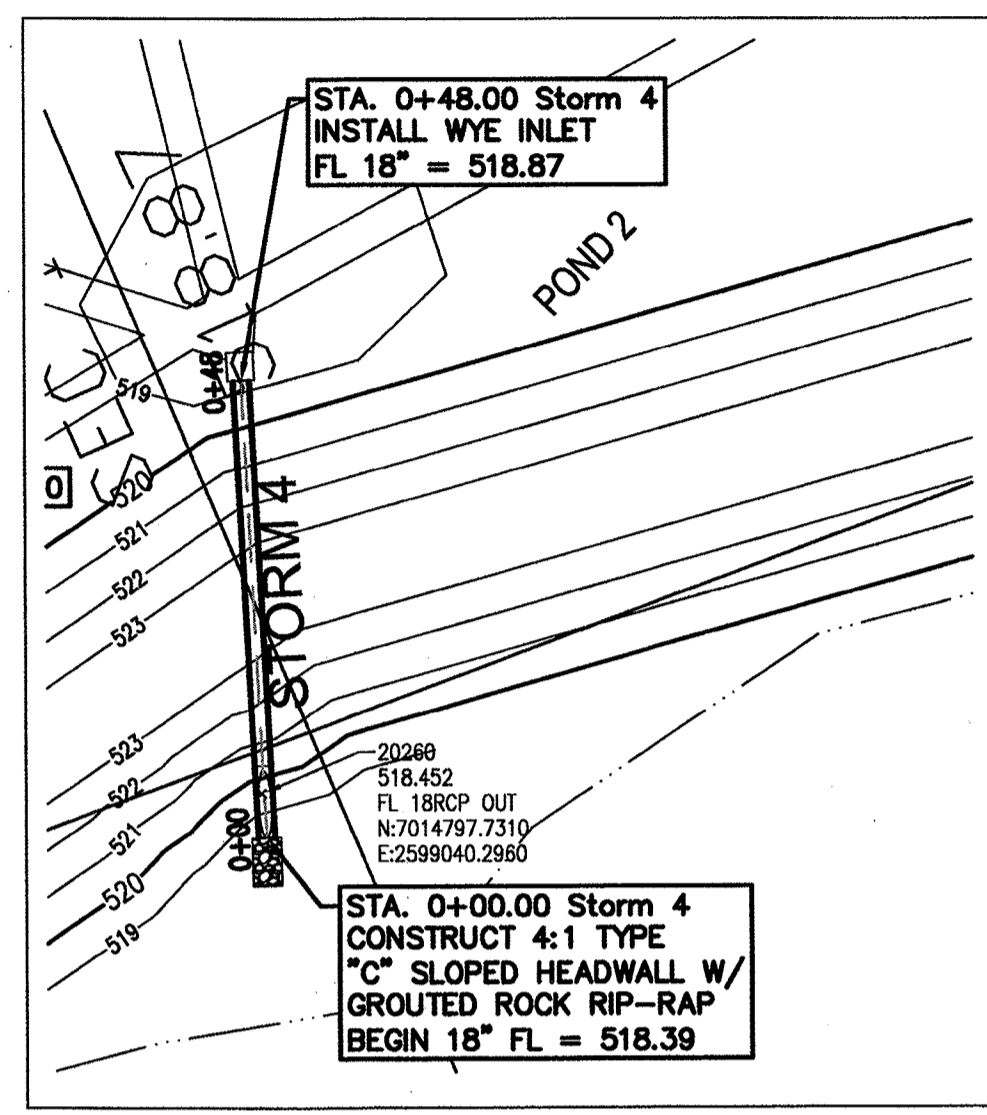 STA. 0+48.00 Storm 4
INSTALL WYE INLET
FL 18" = 518.87
POND 2
0+48
519
0
520
521
522
523
STORM 4
523
522
521
520
519
20260
518.452
FL 18RCP OUT
N:7014797.7310
E:2599040.2960
0+00
STA. 0+00.00 Storm 4
CONSTRUCT 4:1 TYPE
"C" SLOPED HEADWALL W/
GROUTED ROCK RIP-RAP
BEGIN 18" FL = 518.39